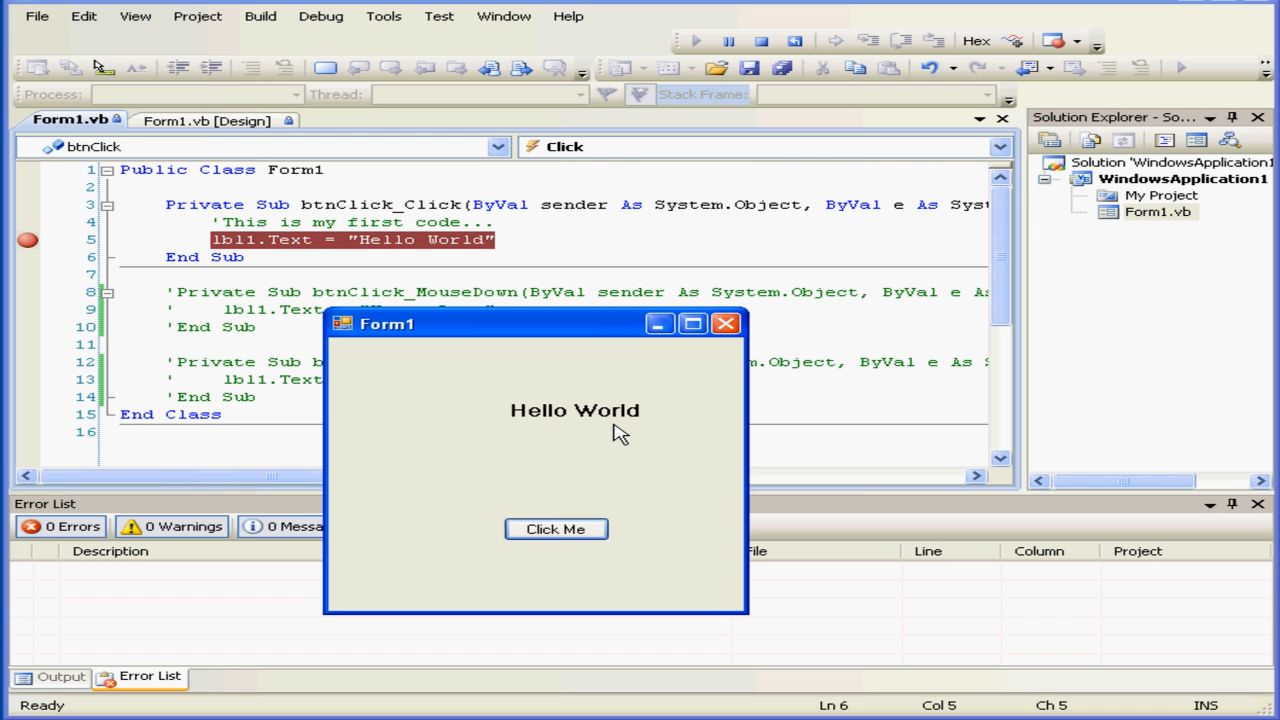 File Edit View Project Build Debug Tools Test Window Help
Hex
Process: Thread: Stack Frame:
Form1.vb Form1.vb [Design]
btnClick Click
1 Public Class Form1
2
3 Private Sub btnClick_Click(ByVal sender As System.Object, ByVal e As Syst
4 'This is my first code...
5 lbl1.Text = "Hello World"
6 End Sub
7
8 'Private Sub btnClick_MouseDown(ByVal sender As System.Object, ByVal e As
9 ' lbl1.Text
10 'End Sub
11
12 'Private Sub b m.Object, ByVal e As
13 ' lbl1.Text
14 'End Sub
15 End Class
16
Solution Explorer - So...
Solution 'WindowsApplication1
WindowsApplication1
My Project
Form1.vb
Form1
Hello World
Click Me
Error List
0 Errors 0 Warnings 0 Messa
Description File Line Column Project
Output Error List
Ready Ln 6 Col 5 Ch 5 INS